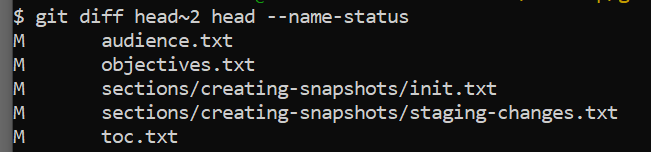 $ git diff head~2 head --name-status
M audience.txt
M objectives.txt
M sections/creating-snapshots/init.txt
M sections/creating-snapshots/staging-changes.txt
M toc.txt